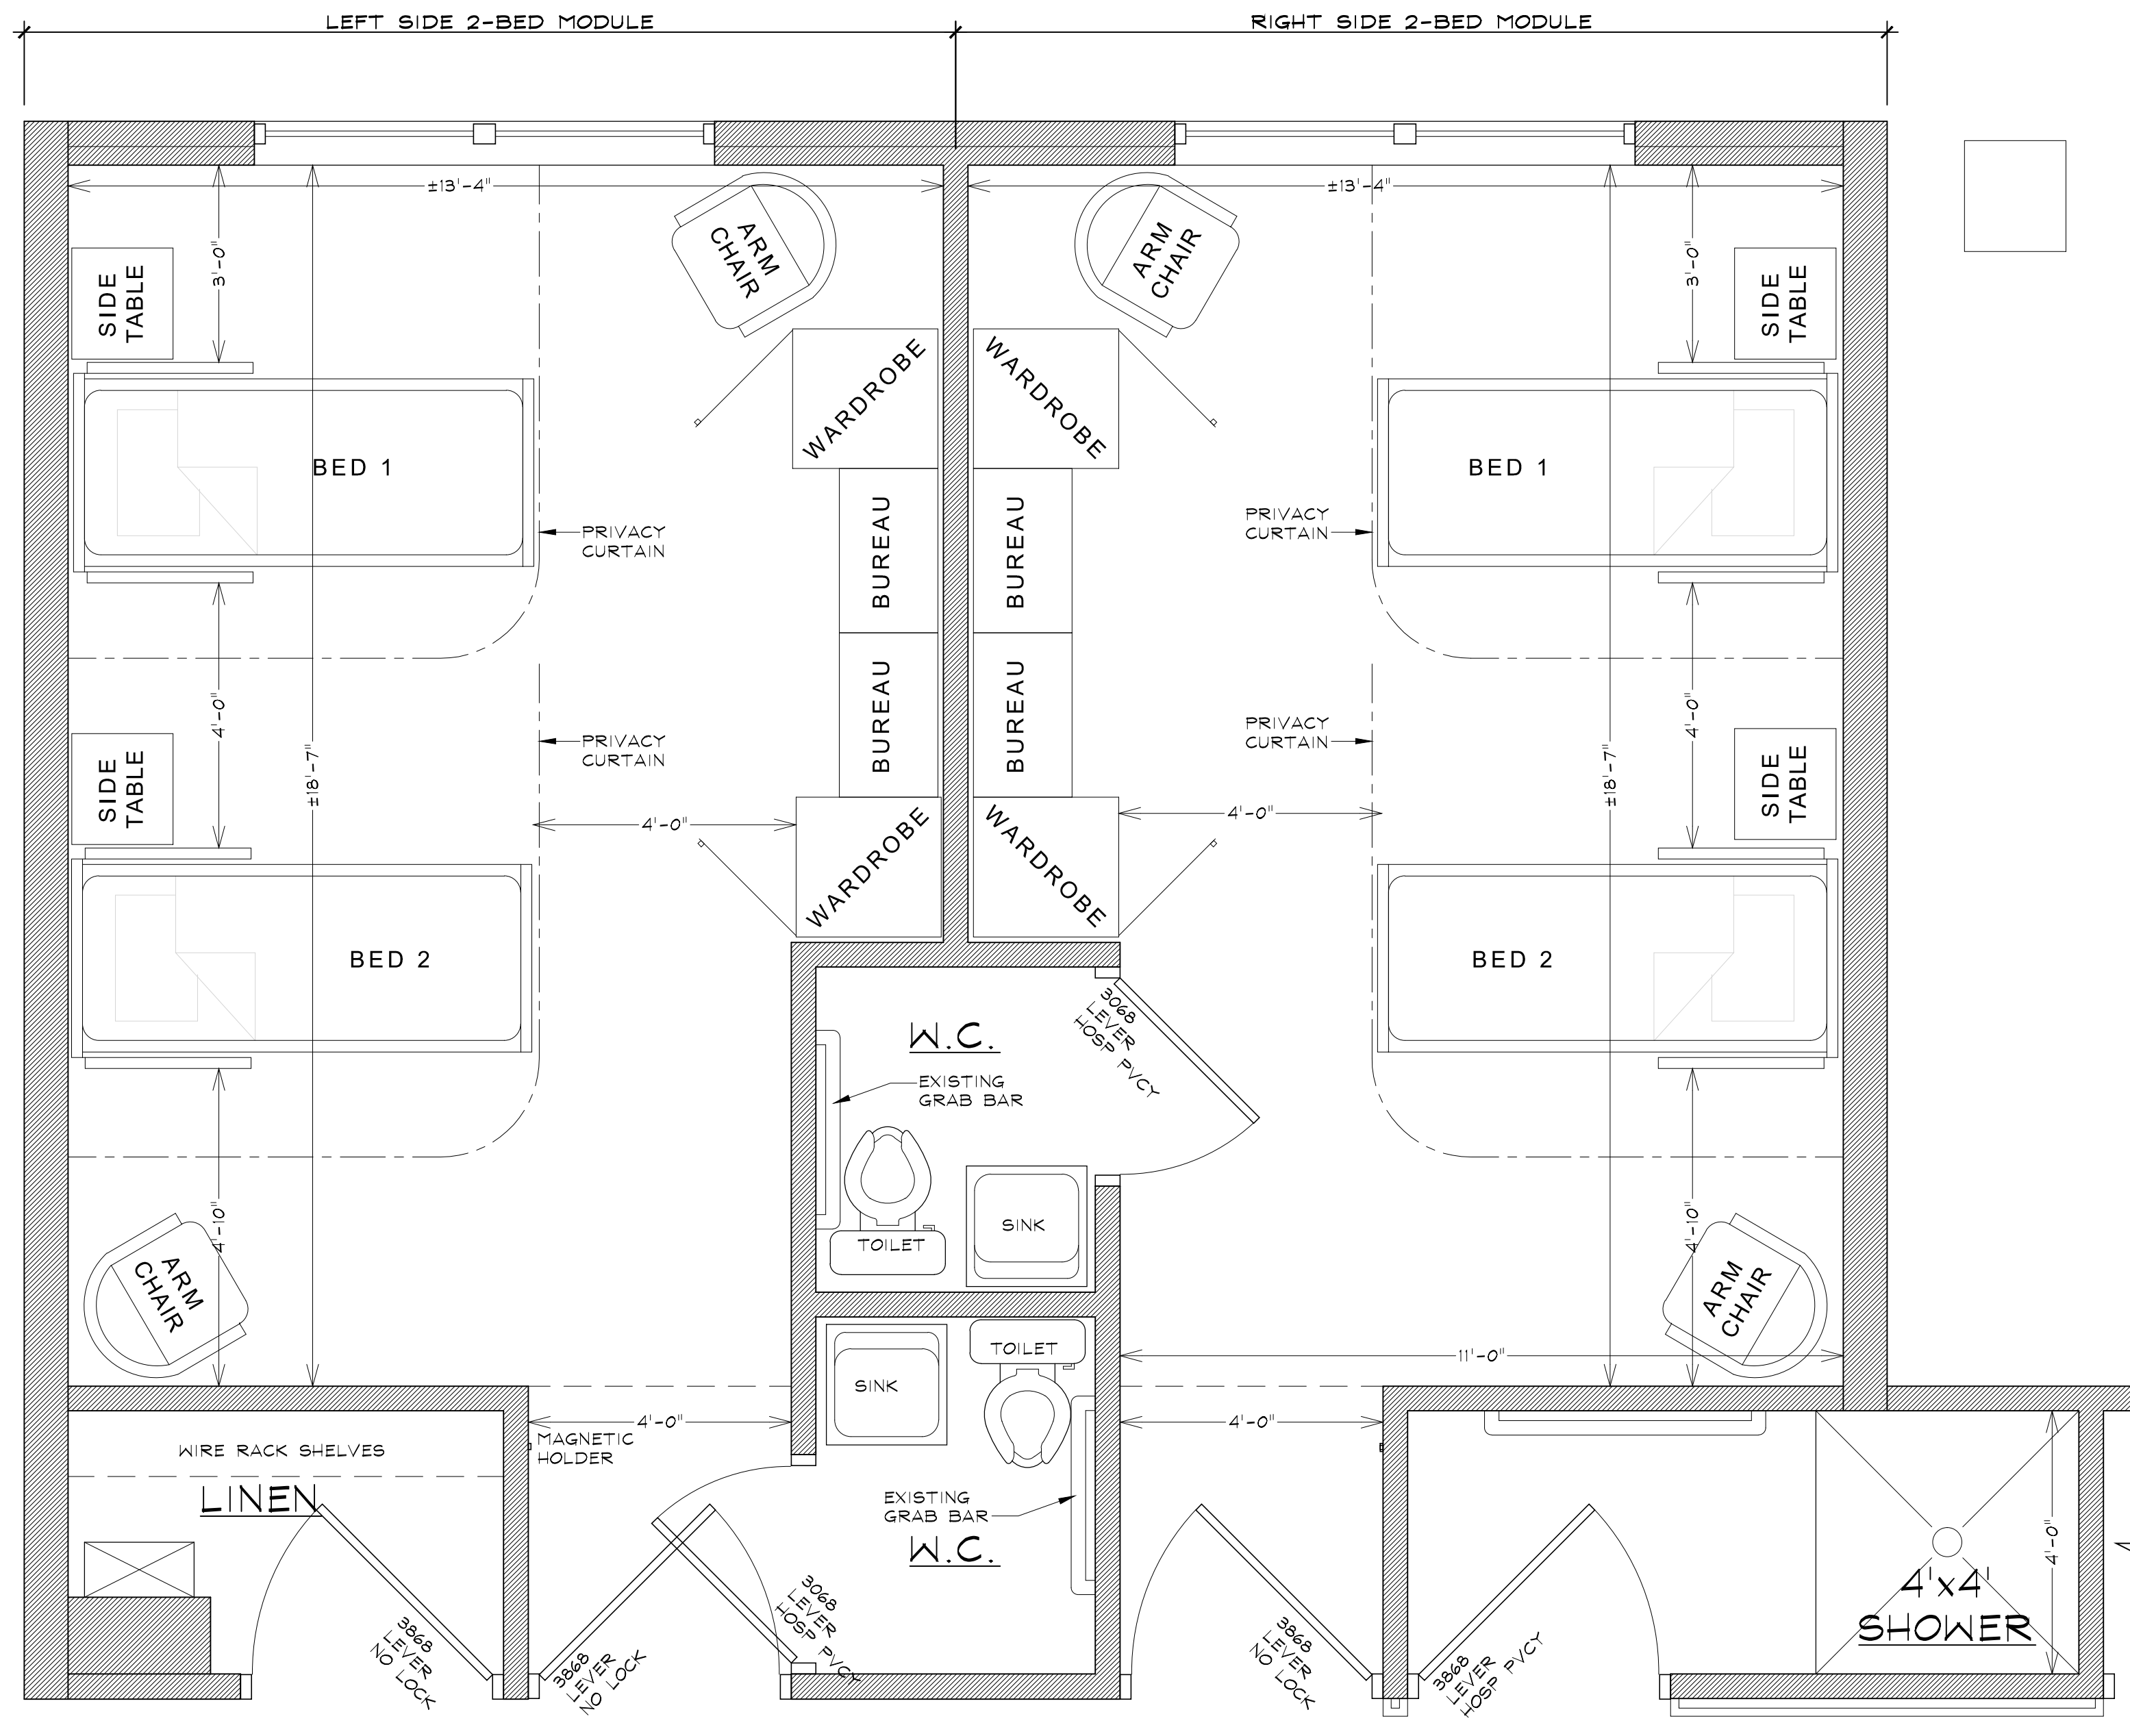 LEFT SIDE 2-BED MODULE
RIGHT SIDE 2-BED MODULE
±13'-4"
±13'-4"
3'-0"
3'-0"
ARM
CHAIR
ARM
CHAIR
SIDE
TABLE
SIDE
TABLE
WARDROBE
WARDROBE
BED 1
BED 1
PRIVACY
CURTAIN
PRIVACY
CURTAIN
BUREAU
BUREAU
4'-0"
4'-0"
BUREAU
BUREAU
PRIVACY
CURTAIN
PRIVACY
CURTAIN
±18'-7"
±18'-7"
SIDE
TABLE
SIDE
TABLE
4'-0"
4'-0"
WARDROBE
WARDROBE
BED 2
BED 2
W.C.
3068
LEVER
HOSP PVCY
EXISTING
GRAB BAR
4'-10"
4'-10"
TOILET
SINK
ARM
CHAIR
ARM
CHAIR
TOILET
11'-0"
SINK
4'-0"
4'-0"
MAGNETIC
HOLDER
WIRE RACK SHELVES
LINEN
EXISTING
GRAB BAR
W.C.
4'-0"
4'x4'
SHOWER
3868
LEVER
NO LOCK
3868
LEVER
NO LOCK
3068
LEVER
HOSP PVCY
3868
LEVER
NO LOCK
3868
LEVER
HOSP PVCY